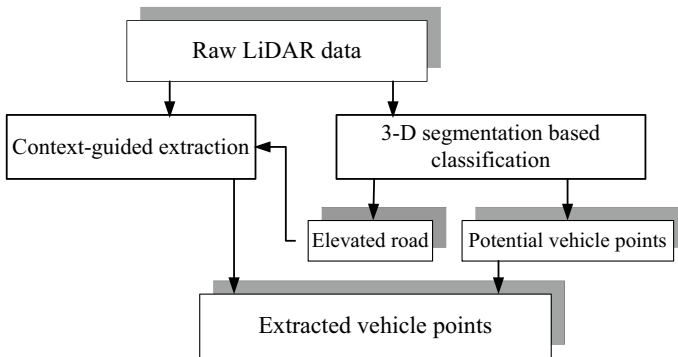 Raw LiDAR data
Context-guided extraction
3-D segmentation based
classification
Elevated road
Potential vehicle points
Extracted vehicle points